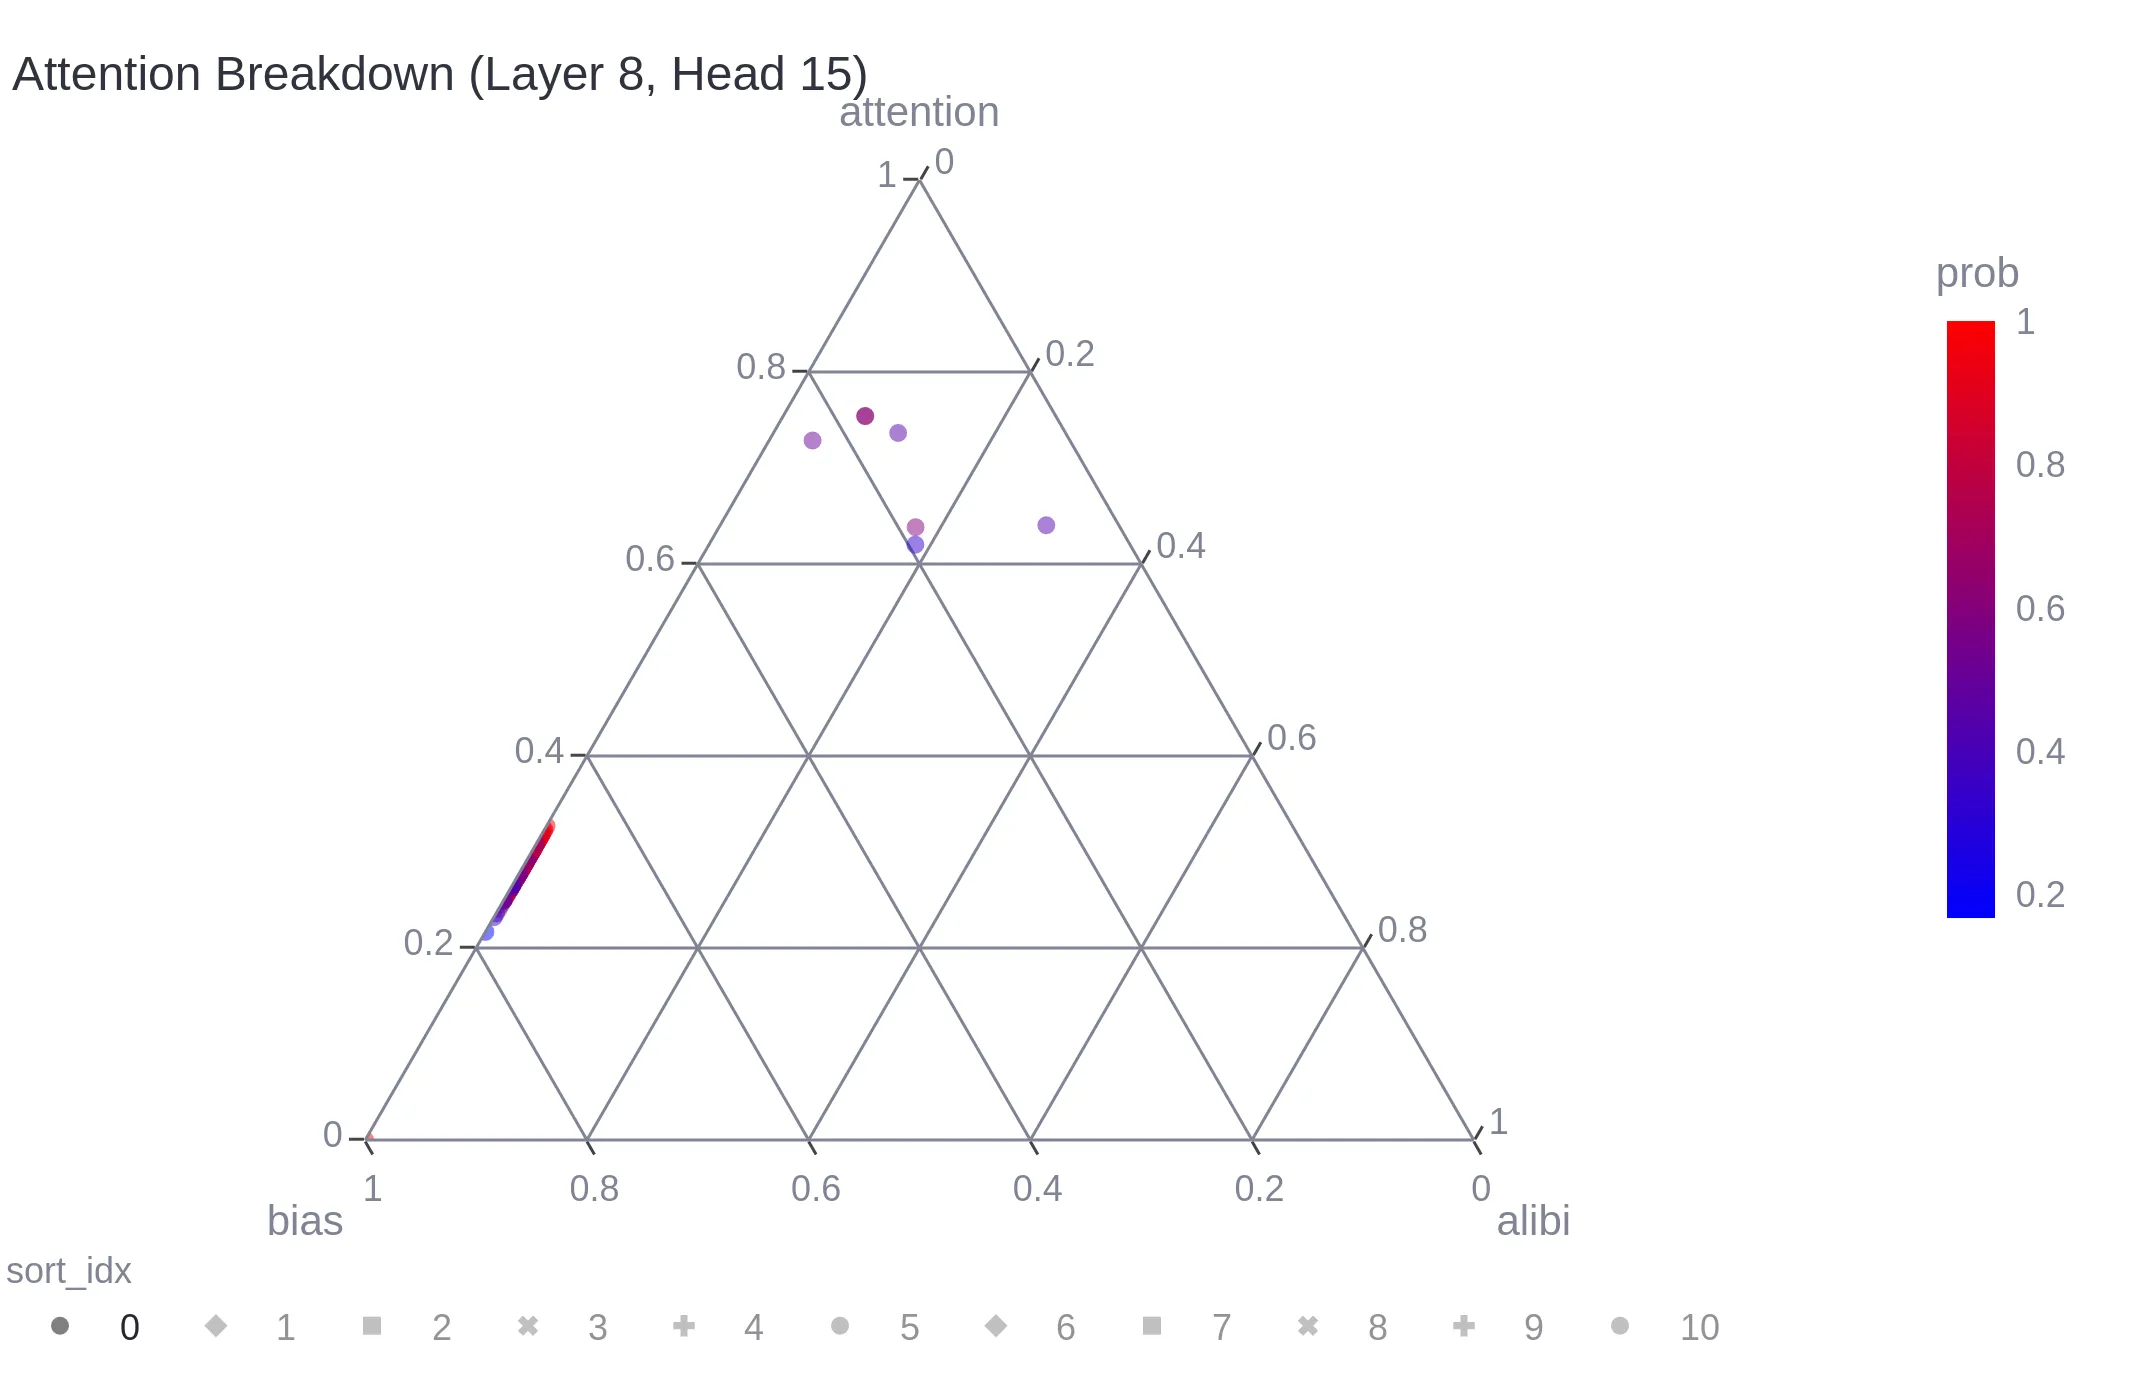 Attention Breakdown (Layer 8, Head 15)
attention
1 0
0.8 0.2
0.6 0.4
0.4 0.6
0.2 0.8
0 1
1 0.8 0.6 0.4 0.2 0
bias alibi
prob
1
0.8
0.6
0.4
0.2
sort_idx
0 1 2 3 4 5 6 7 8 9 10